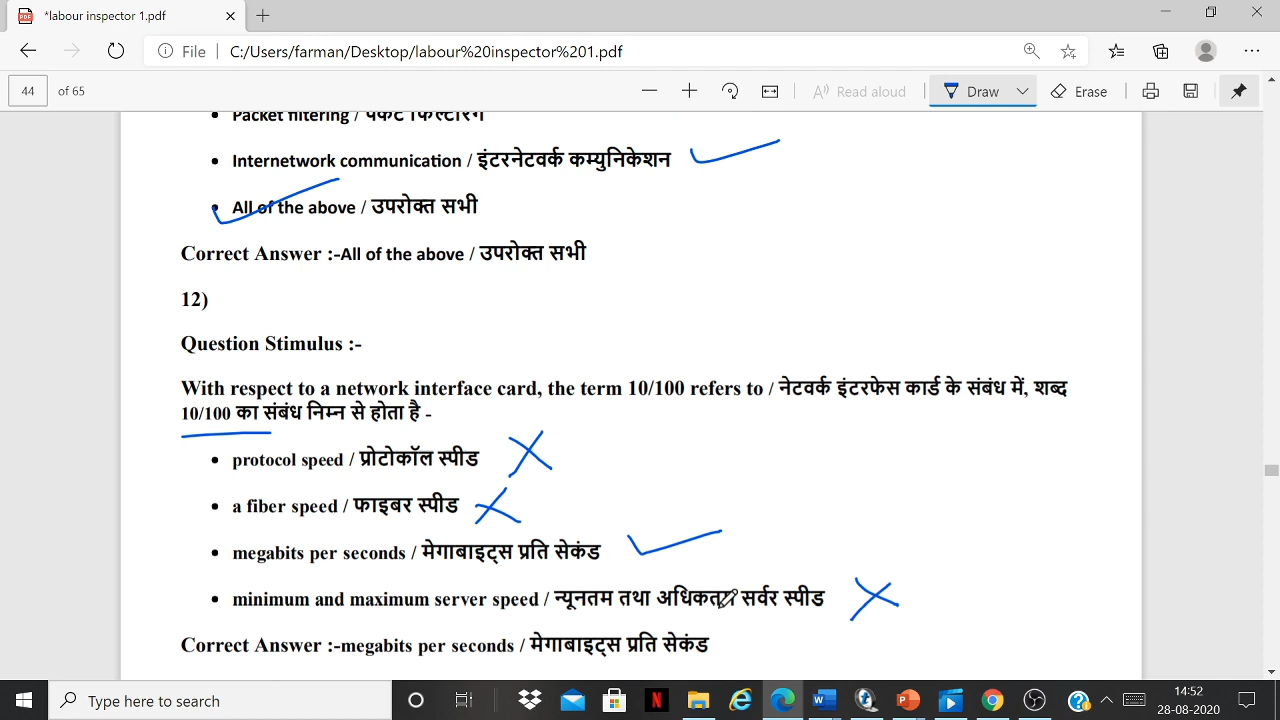 *labour inspector 1.pdf
File
C:/Users/farman/Desktop/labour%20inspector%201.pdf
44 of 65
Read aloud
Draw
Erase
• Packet filtering / पैकेट फ़िल्टरिंग
• Internetwork communication / इंटरनेटवर्क कम्युनिकेशन
• All of the above / उपरोक्त सभी
Correct Answer :-All of the above / उपरोक्त सभी
12)
Question Stimulus :-
With respect to a network interface card, the term 10/100 refers to / नेटवर्क इंटरफेस कार्ड के संबंध में, शब्द
10/100 का संबंध निम्न से होता है -
• protocol speed / प्रोटोकॉल स्पीड
• a fiber speed / फाइबर स्पीड
• megabits per seconds / मेगाबाइट्स प्रति सेकंड
• minimum and maximum server speed / न्यूनतम तथा अधिकतम सर्वर स्पीड
Correct Answer :-megabits per seconds / मेगाबाइट्स प्रति सेकंड
Type here to search
14:52
28-08-2020